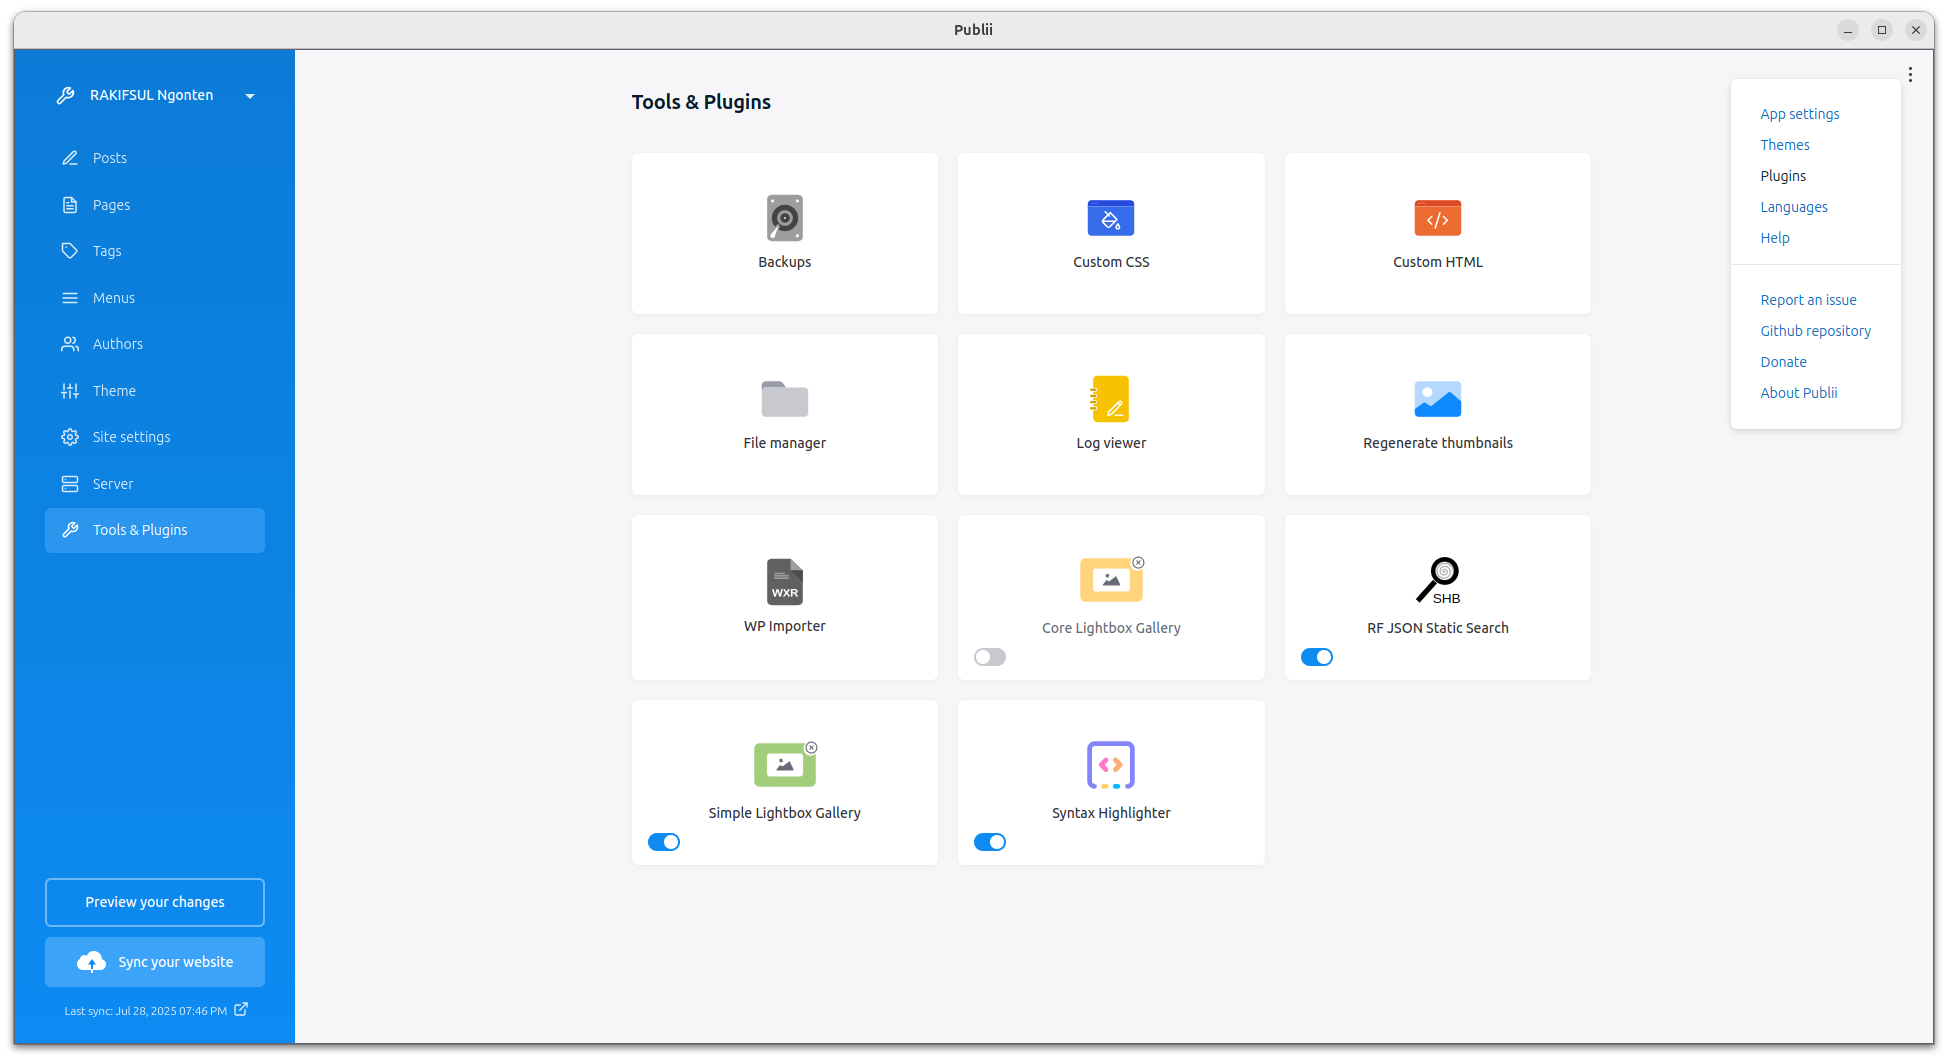 Publii
RAKIFSUL Ngonten
Posts
Pages
Tags
Menus
Authors
Theme
Site settings
Server
Tools & Plugins
Preview your changes
Sync your website
Last sync: Jul 28, 2025 07:46 PM
Tools & Plugins
Backups
Custom CSS
Custom HTML
File manager
Log viewer
Regenerate thumbnails
WXR
WP Importer
Core Lightbox Gallery
SHB
RF JSON Static Search
Simple Lightbox Gallery
Syntax Highlighter
App settings
Themes
Plugins
Languages
Help
Report an issue
Github repository
Donate
About Publii